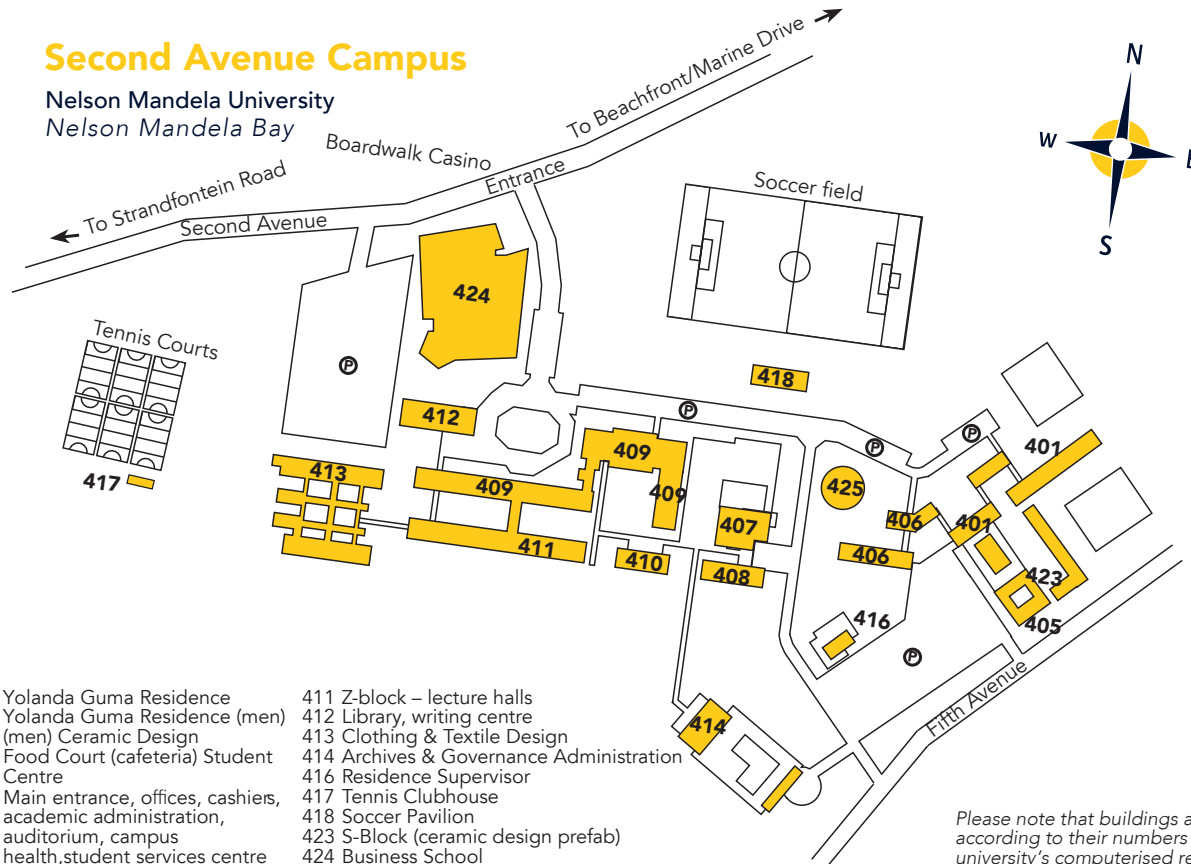 Second Avenue Campus
Nelson Mandela University
Nelson Mandela Bay
To Beachfront/Marine Drive
N
W
S
Boardwalk Casino
Entrance
To Strandfontein Road
Second Avenue
Soccer field
424
Tennis Courts
P
418
412
P
409
P
P
401
413
417
409
409
425
407
406
401
411
406
410
408
423
405
416
P
Fifth Avenue
414
Yolanda Guma Residence
Yolanda Guma Residence (men)
(men) Ceramic Design
Food Court (cafeteria) Student
Centre
Main entrance, offices, cashiers,
academic administration,
auditorium, campus
health,student services centre
411 Z-block – lecture halls
412 Library, writing centre
413 Clothing & Textile Design
414 Archives & Governance Administration
416 Residence Supervisor
417 Tennis Clubhouse
418 Soccer Pavilion
423 S-Block (ceramic design prefab)
424 Business School
Please note that buildings a
according to their numbers
university's computerised re